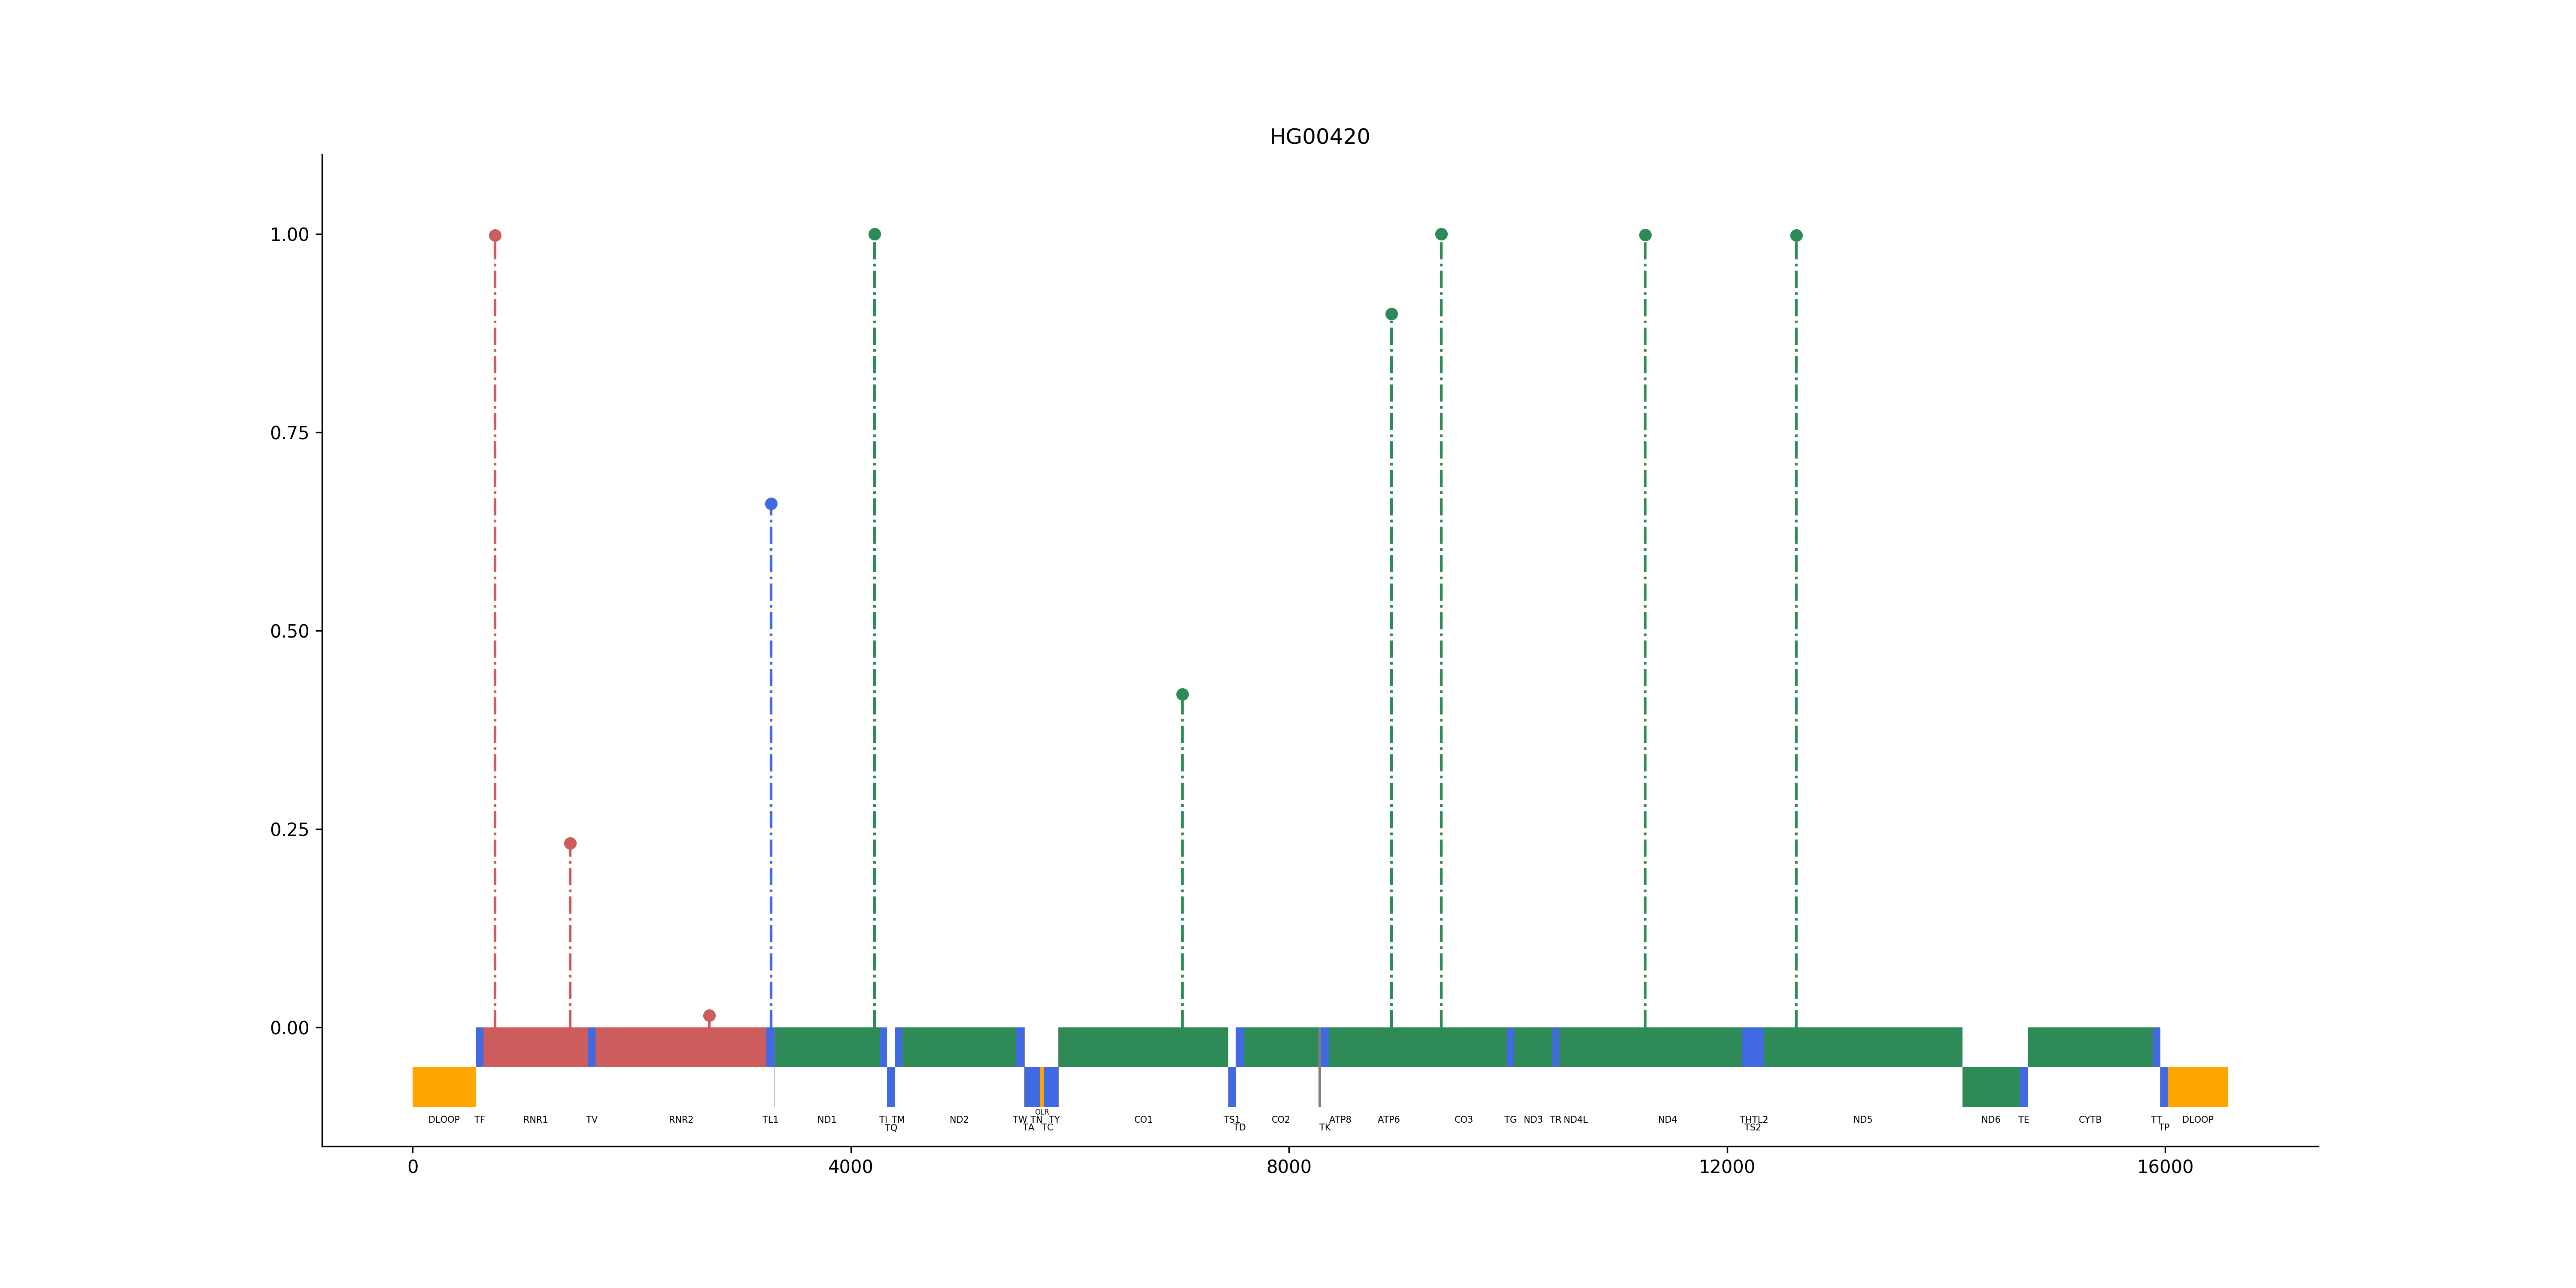 HG00420
1.00
0.75
0.50
0.25
0.00
OLR
DLOOP TF RNR1 TV RNR2 TL1 ND1 TI TM ND2 TW TN TY CO1 TS1 CO2 ATP8 ATP6 CO3 TG ND3 TR ND4L ND4 TH TL2 ND5 ND6 TE CYTB TT DLOOP
TQ TA TC TD TK TS2 TP
0 4000 8000 12000 16000